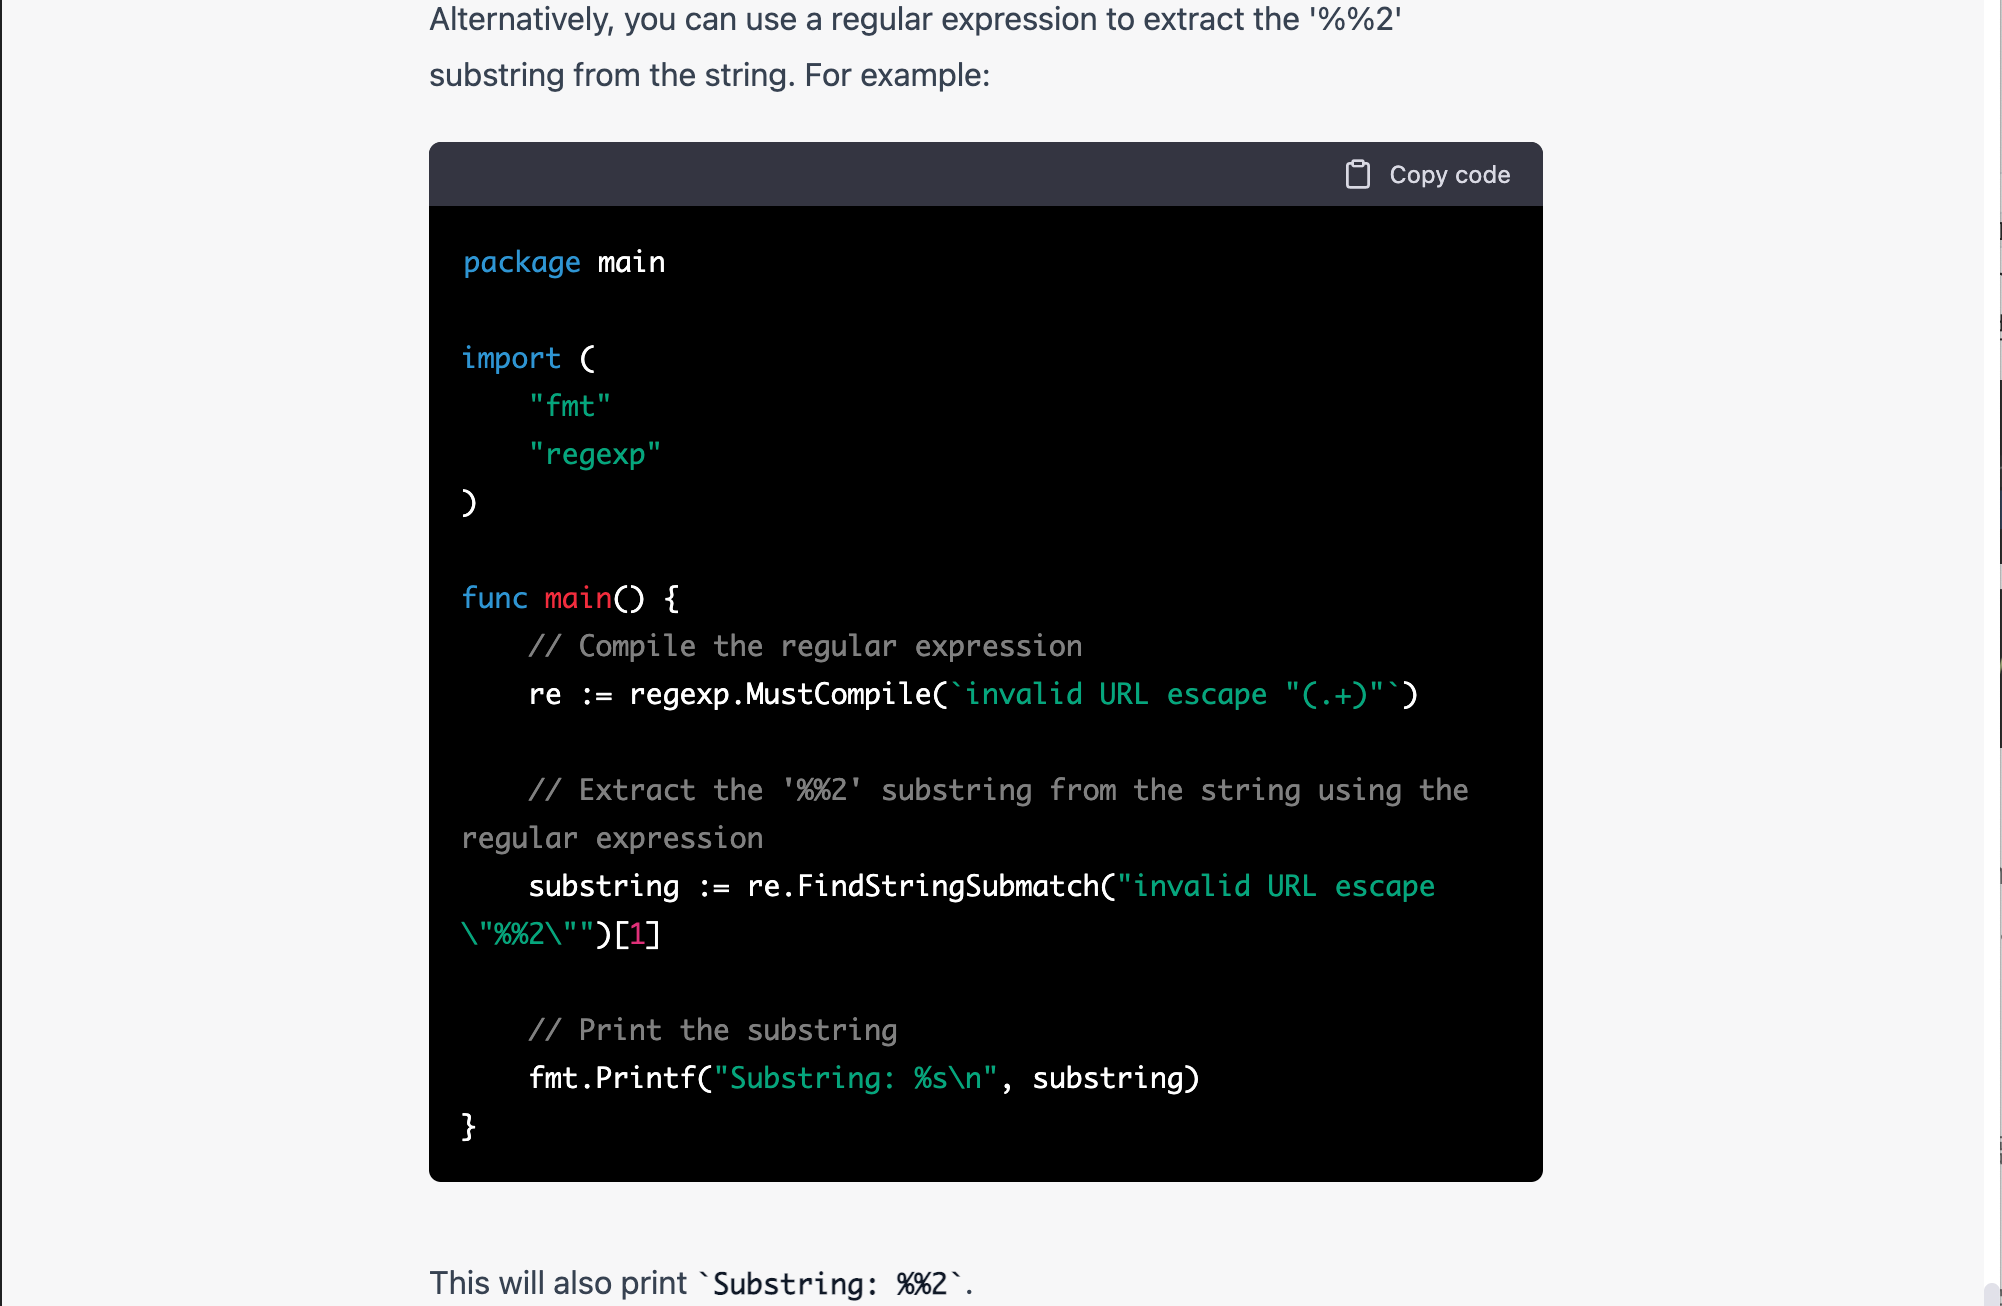 Alternatively, you can use a regular expression to extract the '%%2'
substring from the string. For example:
Copy code
package main
import (
    "fmt"
    "regexp"
)
func main() {
    // Compile the regular expression
    re := regexp.MustCompile(`invalid URL escape "(.+)"`)
    // Extract the '%%2' substring from the string using the
regular expression
    substring := re.FindStringSubmatch("invalid URL escape
\"%%2\"")[1]
    // Print the substring
    fmt.Printf("Substring: %s\n", substring)
}
This will also print `Substring: %%2`.